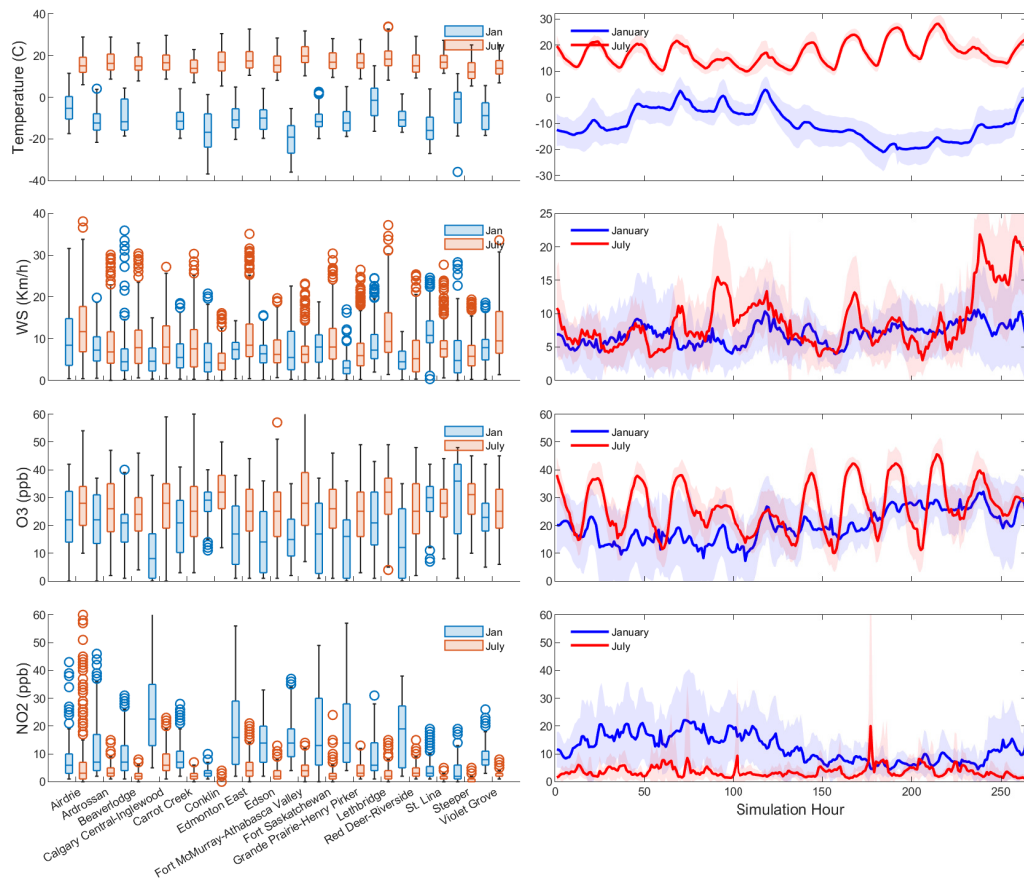 Temperature (C)
40
20
0
-20
-40
Jan
July
30
20
10
0
-10
-20
-30
January
July
WS (Km/h)
40
30
20
10
0
Jan
July
25
20
15
10
5
0
January
July
O3 (ppb)
60
50
40
30
20
10
0
Jan
July
60
50
40
30
20
10
0
January
July
NO2 (ppb)
60
50
40
30
20
10
0
Jan
July
60
50
40
30
20
10
0
January
July
Airdrie
Ardrossan
Beaverlodge
Calgary Central-Inglewood
Carrot Creek
Conklin
Edmonton East
Edson
Fort McMurray-Athabasca Valley
Fort Saskatchewan
Grande Prairie-Henry Pirker
Lethbridge
Red Deer-Riverside
St. Lina
Steeper
Violet Grove
0 50 100 150 200 250
Simulation Hour